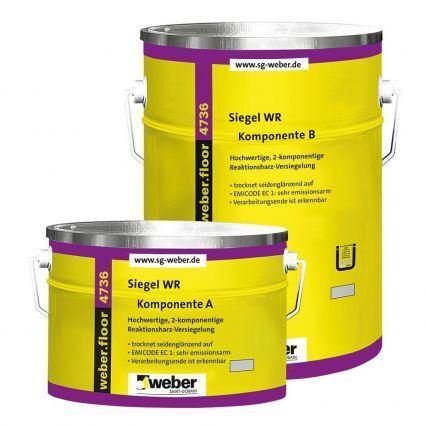 www.sg-weber.de
weber.floor 4736
Siegel WR
Komponente B
Hochwertige, 2-komponentige
Reaktionsharz-Versiegelung
• trocknet seidenglänzend auf
• EMICODE EC 1: sehr emissionsarm
• Verarbeitungsende ist erkennbar
www.sg-weber.de
weber.floor 4736
Siegel WR
Komponente A
Hochwertige, 2-komponentige
Reaktionsharz-Versiegelung
• trocknet seidenglänzend auf
• EMICODE EC 1: sehr emissionsarm
• Verarbeitungsende ist erkennbar
weber
SAINT-GOBAIN